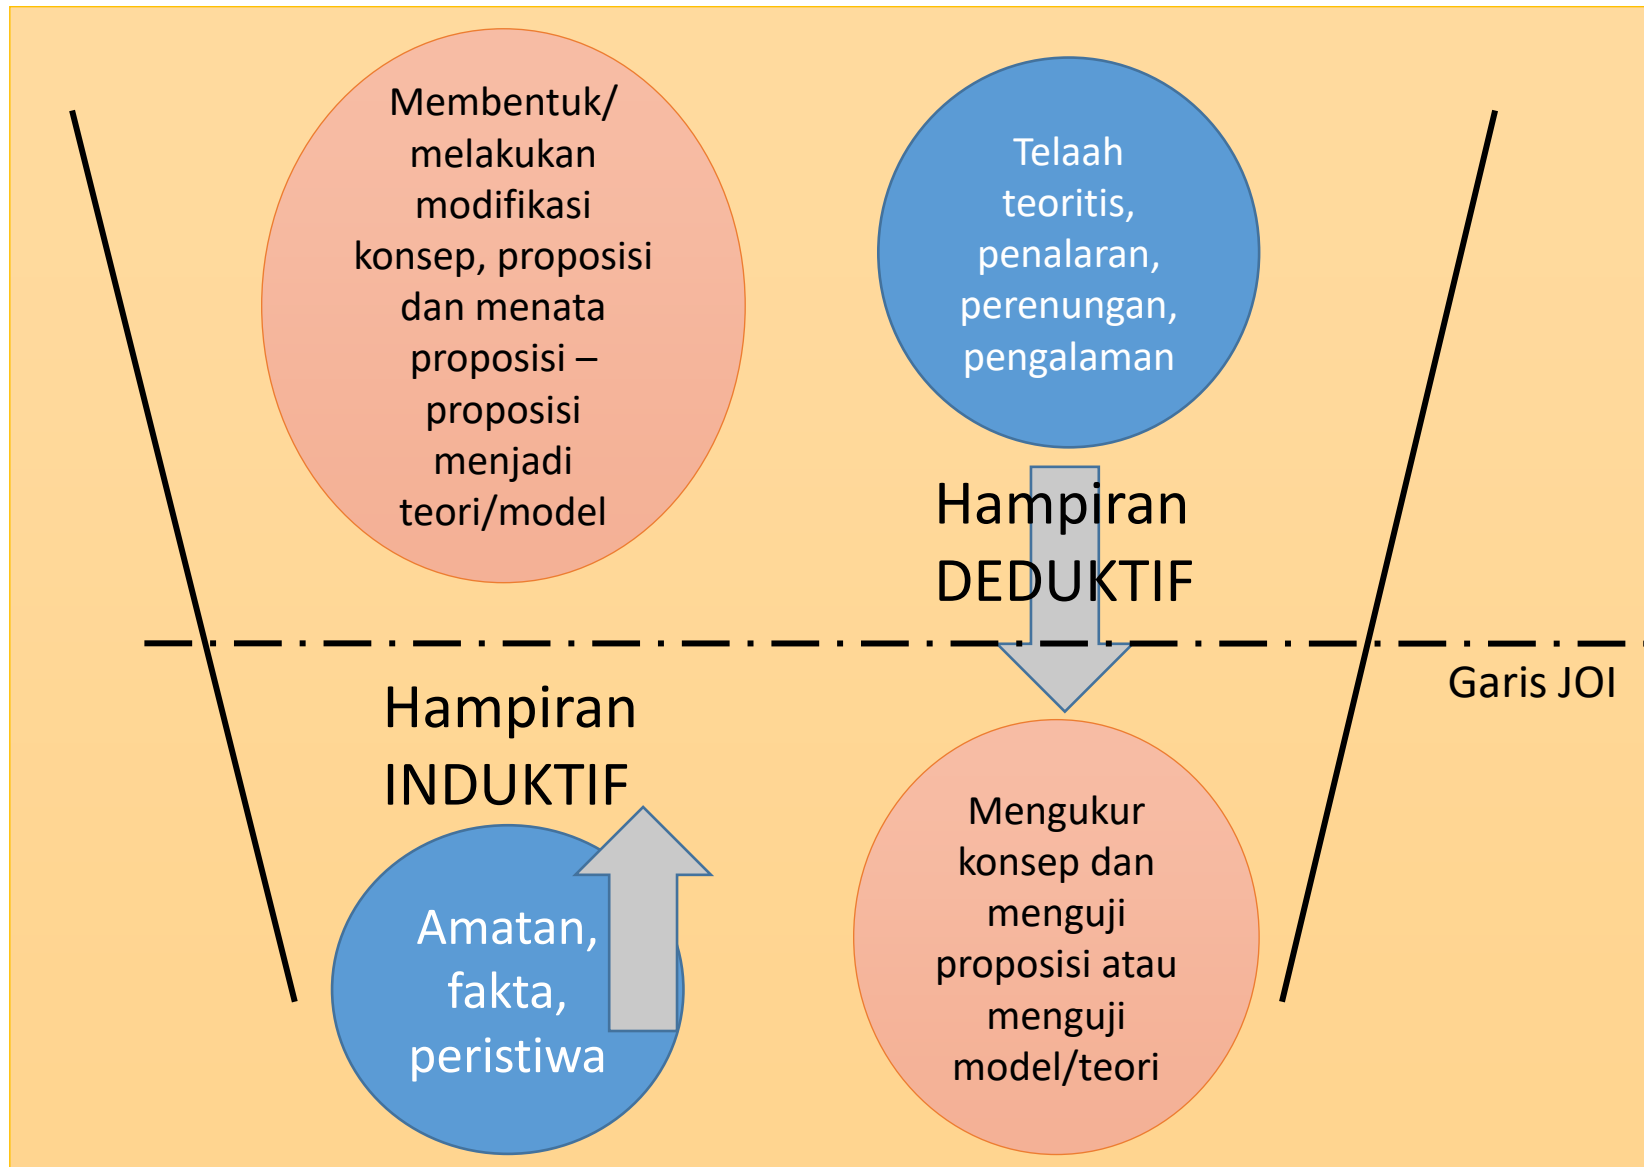 Membentuk/
melakukan
modifikasi
konsep, proposisi
dan menata
proposisi –
proposisi
menjadi
teori/model
Telaah
teoritis,
penalaran,
perenungan,
pengalaman
Hampiran
DEDUKTIF
Garis JOI
Hampiran
INDUKTIF
Amatan,
fakta,
peristiwa
Mengukur
konsep dan
menguji
proposisi atau
menguji
model/teori